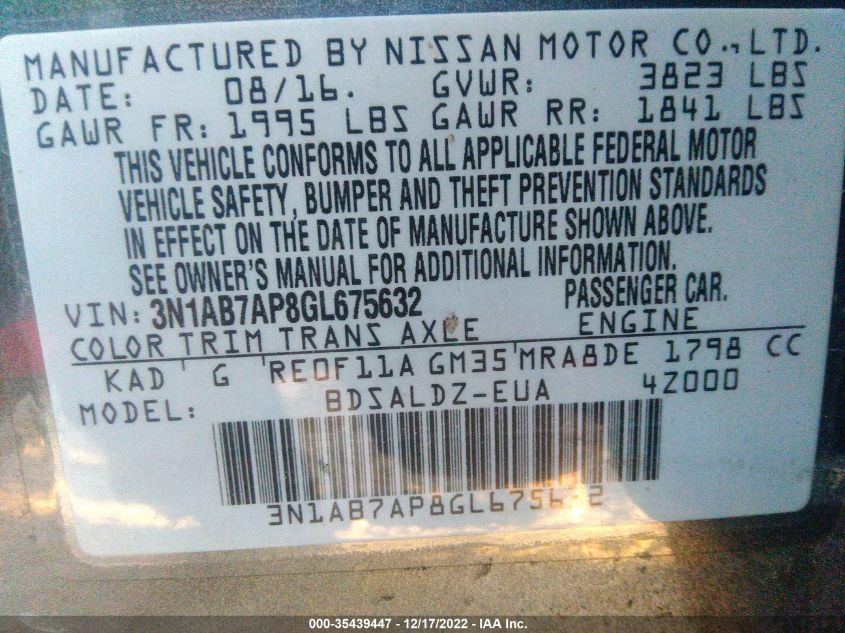 MANUFACTURED BY NISSAN MOTOR CO., LTD.
DATE: 08/16. GVWR: 3823 LBS
GAWR FR: 1995 LBS GAWR RR: 1841 LBS
THIS VEHICLE CONFORMS TO ALL APPLICABLE FEDERAL MOTOR
VEHICLE SAFETY, BUMPER AND THEFT PREVENTION STANDARDS
IN EFFECT ON THE DATE OF MANUFACTURE SHOWN ABOVE.
SEE OWNER'S MANUAL FOR ADDITIONAL INFORMATION.
VIN: 3N1AB7AP8GL675632 PASSENGER CAR.
COLOR TRIM TRANS AXLE ENGINE
KAD G RE0F11A GM35 MRA8DE 1798 CC
MODEL: BDSALDZ-EUA 4Z000
3N1AB7AP8GL6756 2
000-35439447 - 12/17/2022 - IAA Inc.